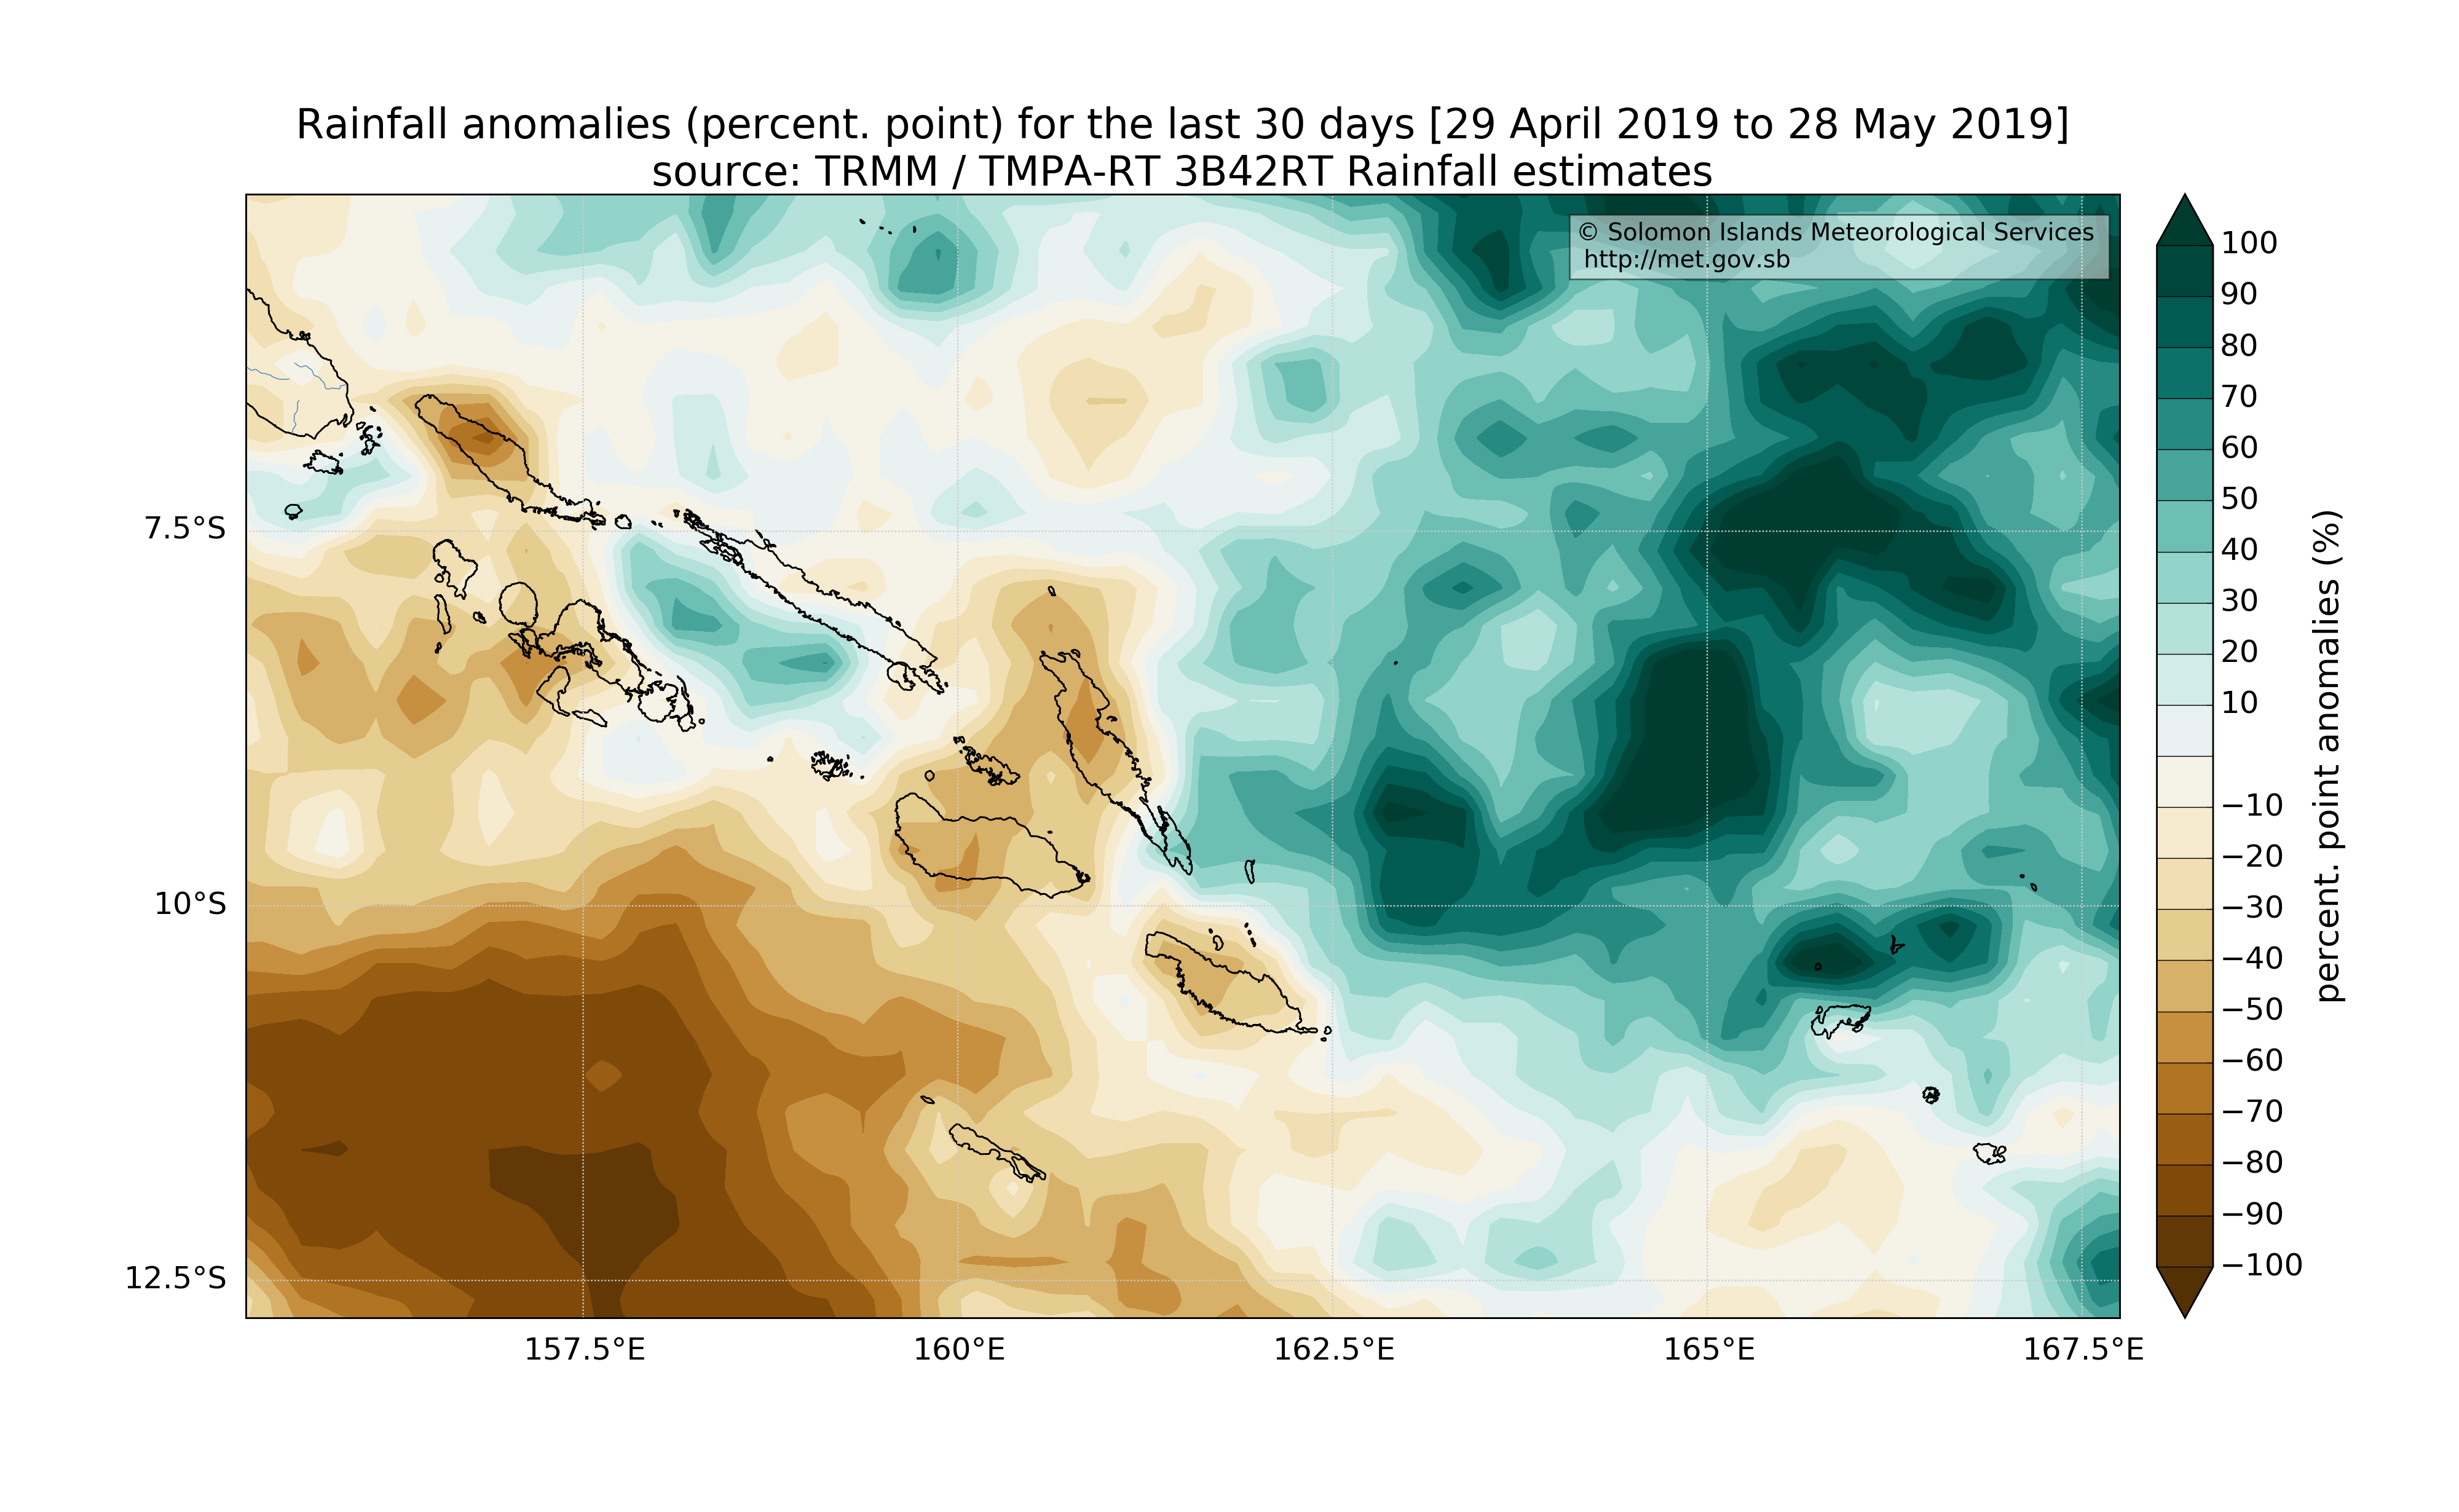 Rainfall anomalies (percent. point) for the last 30 days [29 April 2019 to 28 May 2019]
source: TRMM / TMPA-RT 3B42RT Rainfall estimates
© Solomon Islands Meteorological Services
http://met.gov.sb
7.5°S
10°S
12.5°S
157.5°E
160°E
162.5°E
165°E
167.5°E
100
90
80
70
60
50
40
30
20
10
−10
−20
−30
−40
−50
−60
−70
−80
−90
−100
percent. point anomalies (%)